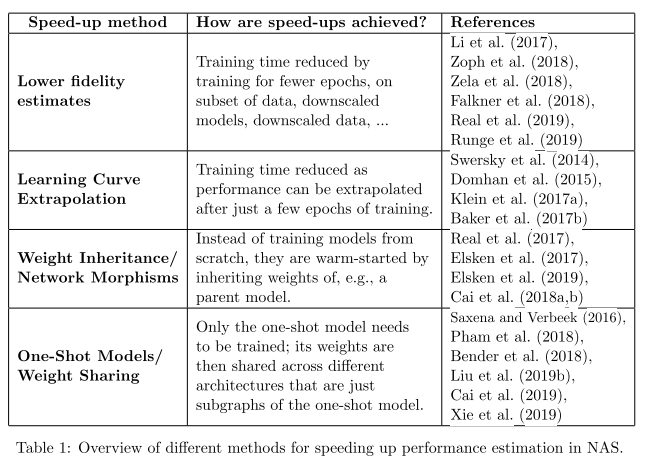 Speed-up method How are speed-ups achieved? References
Lower fidelity
estimates
Training time reduced by
training for fewer epochs, on
subset of data, downscaled
models, downscaled data, ...
Li et al. (2017),
Zoph et al. (2018),
Zela et al. (2018),
Falkner et al. (2018),
Real et al. (2019),
Runge et al. (2019)
Learning Curve
Extrapolation
Training time reduced as
performance can be extrapolated
after just a few epochs of training.
Swersky et al. (2014),
Domhan et al. (2015),
Klein et al. (2017a),
Baker et al. (2017b)
Weight Inheritance/
Network Morphisms
Instead of training models from
scratch, they are warm-started by
inheriting weights of, e.g., a
parent model.
Real et al. (2017),
Elsken et al. (2017),
Elsken et al. (2019),
Cai et al. (2018a,b)
One-Shot Models/
Weight Sharing
Only the one-shot model needs
to be trained; its weights are
then shared across different
architectures that are just
subgraphs of the one-shot model.
Saxena and Verbeek (2016),
Pham et al. (2018),
Bender et al. (2018),
Liu et al. (2019b),
Cai et al. (2019),
Xie et al. (2019)
Table 1: Overview of different methods for speeding up performance estimation in NAS.